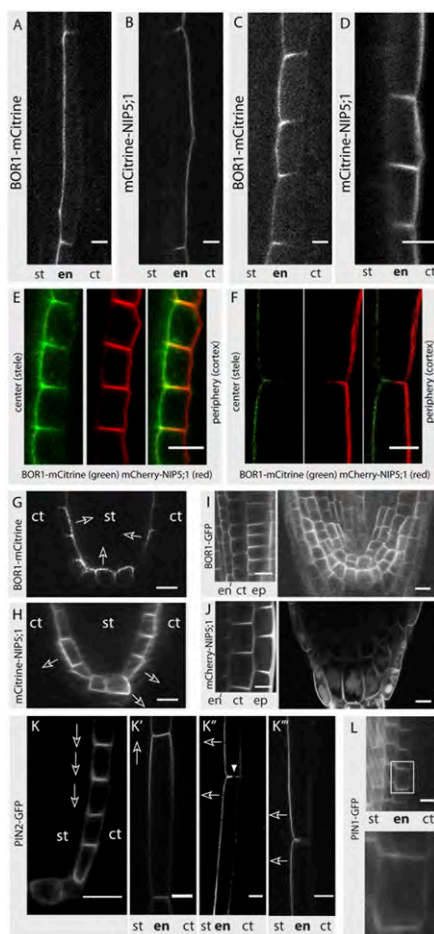 A
B
C
D
BOR1-mCitrine
mCitrine-NIP5;1
BOR1-mCitrine
mCitrine-NIP5;1
st en ct
st en ct
st en ct
st en ct
E
F
center (stele)
periphery (cortex)
center (stele)
periphery (cortex)
BOR1-mCitrine (green) mCherry-NIP5;1 (red)
BOR1-mCitrine (green) mCherry-NIP5;1 (red)
G
ct st ct
BOR1-mCitrine
I
BOR1-GFP
en ct ep
H
ct st ct
mCitrine-NIP5;1
J
mCherry-NIP5;1
en ct ep
K
K'
K''
K'''
L
st ct
PIN2-GFP
PIN1-GFP
st en ct
st en ct
st en ct
st en ct